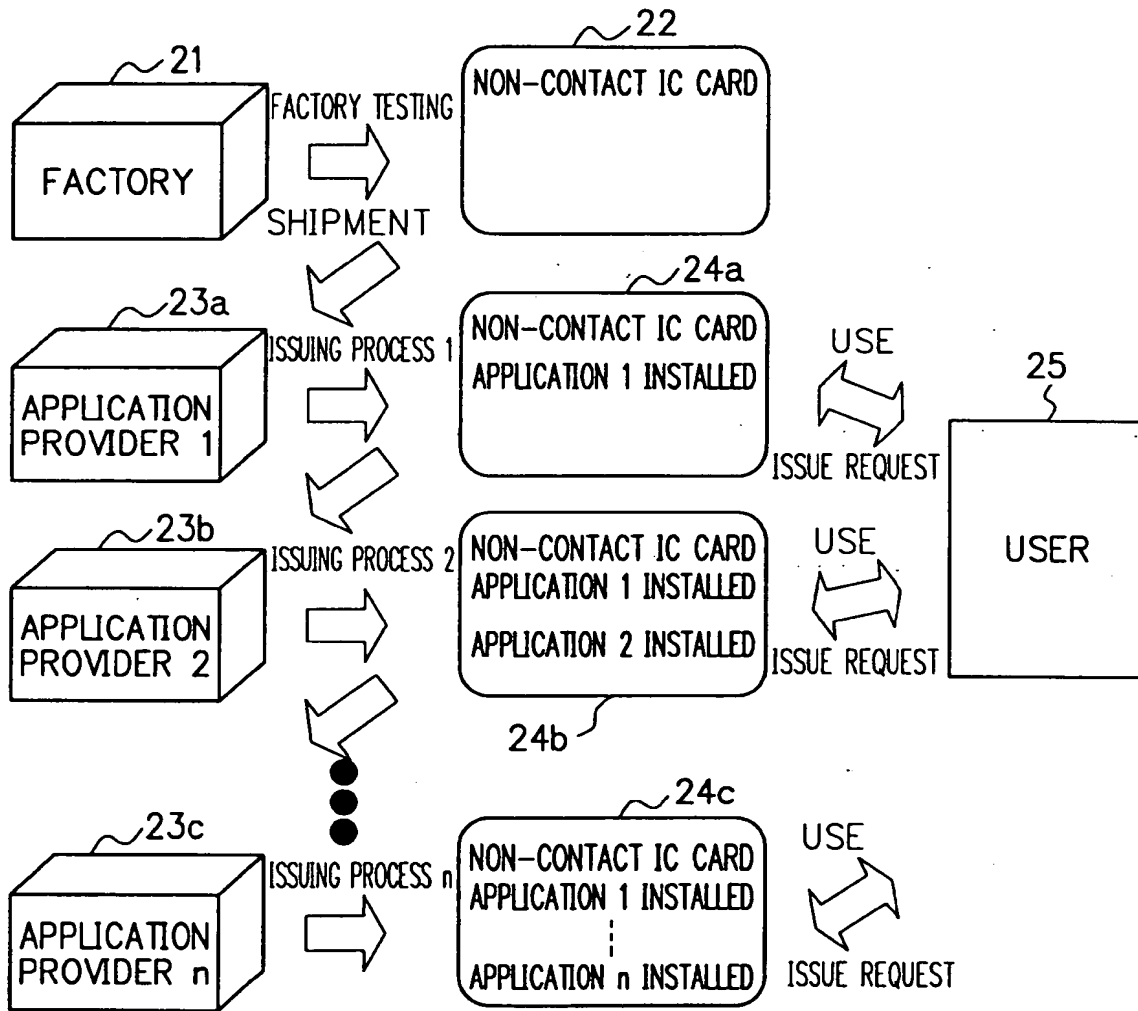 21
FACTORY
FACTORY TESTING
22
NON-CONTACT IC CARD
SHIPMENT
23a
APPLICATION
PROVIDER 1
ISSUING PROCESS 1
24a
NON-CONTACT IC CARD
APPLICATION 1 INSTALLED
USE
ISSUE REQUEST
25
USER
23b
APPLICATION
PROVIDER 2
ISSUING PROCESS 2
NON-CONTACT IC CARD
APPLICATION 1 INSTALLED
APPLICATION 2 INSTALLED
24b
USE
ISSUE REQUEST
23c
APPLICATION
PROVIDER n
ISSUING PROCESS n
24c
NON-CONTACT IC CARD
APPLICATION 1 INSTALLED
APPLICATION n INSTALLED
USE
ISSUE REQUEST